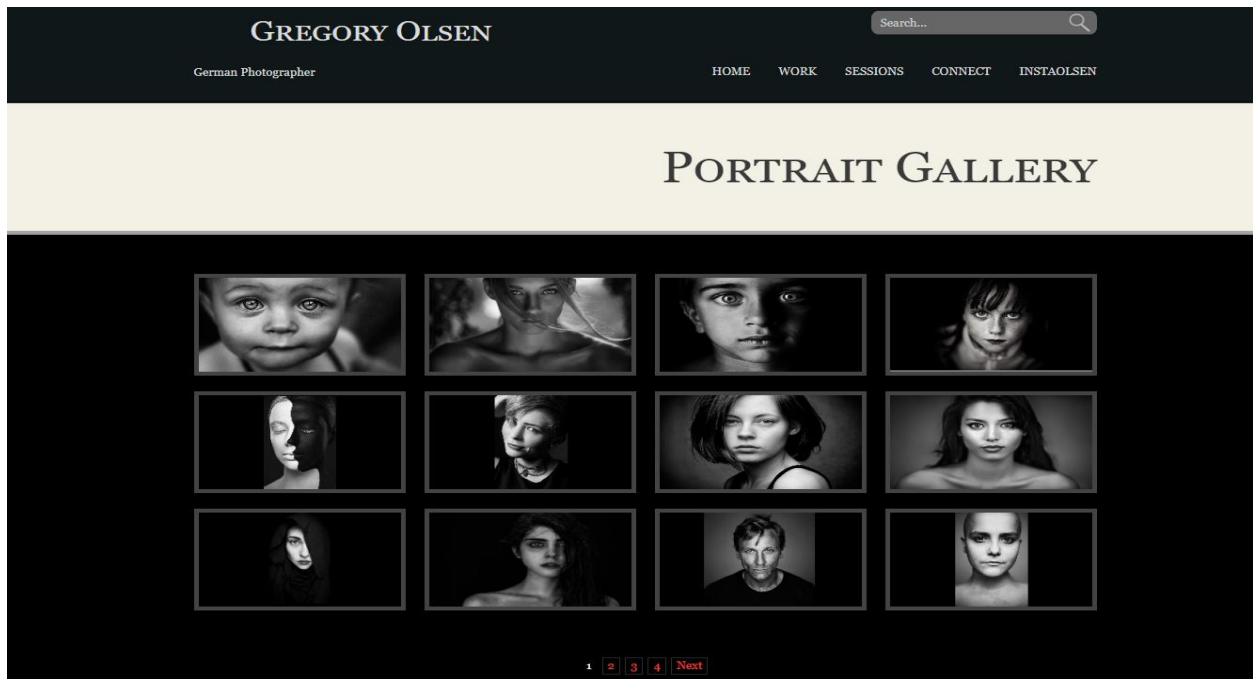 GREGORY OLSEN
Search...
German Photographer
HOME WORK SESSIONS CONNECT INSTAOLSEN
PORTRAIT GALLERY
1 2 3 4 Next